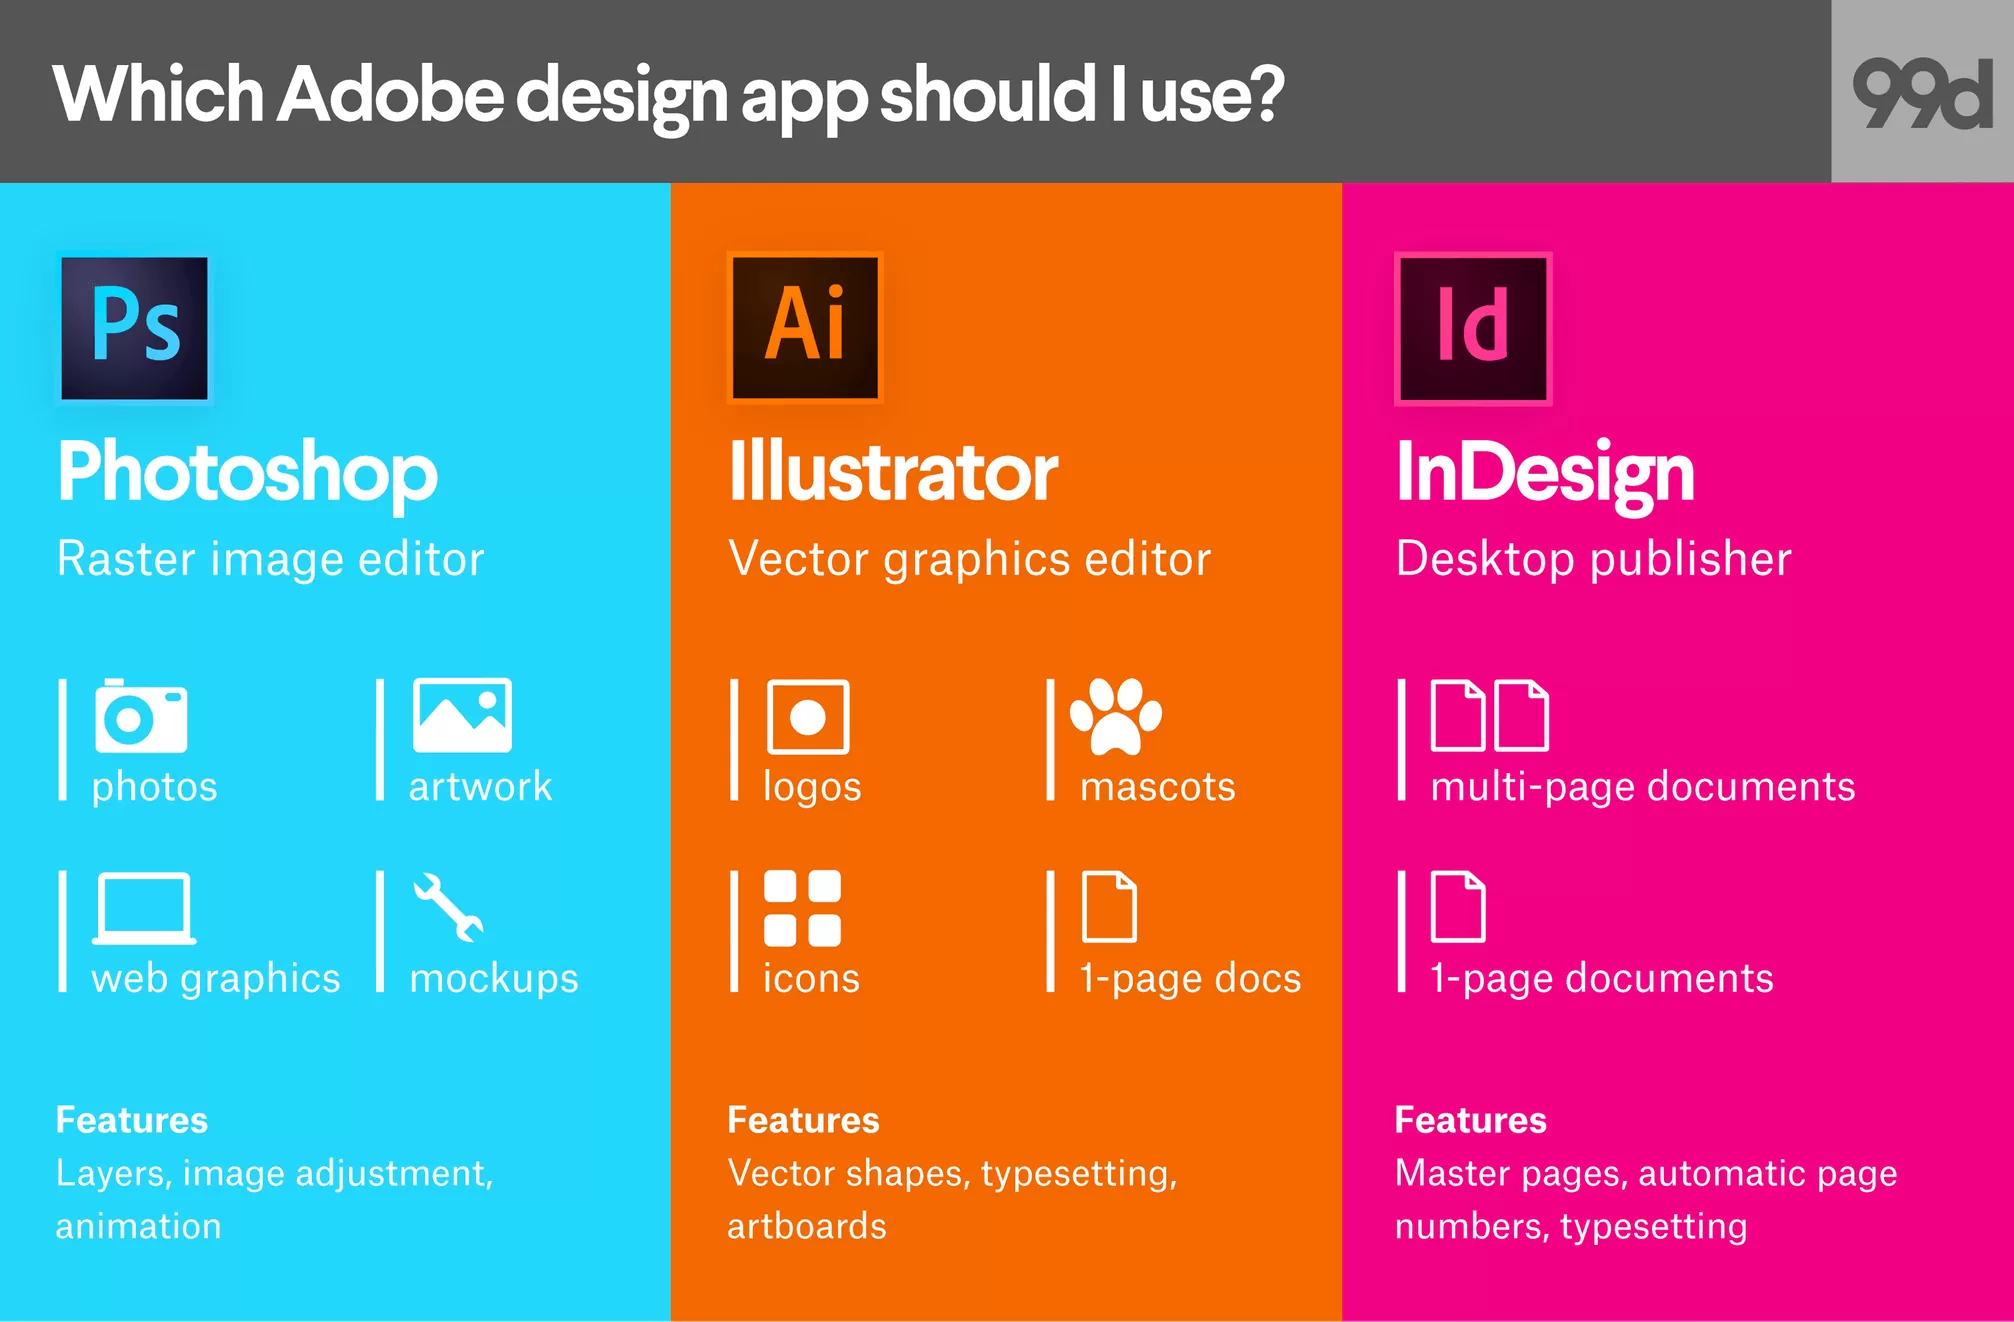 Which Adobe design app should I use?
99d
Ps
Photoshop
Raster image editor
photos
artwork
web graphics
mockups
Features
Layers, image adjustment,
animation
Ai
Illustrator
Vector graphics editor
logos
mascots
icons
1-page docs
Features
Vector shapes, typesetting,
artboards
Id
InDesign
Desktop publisher
multi-page documents
1-page documents
Features
Master pages, automatic page
numbers, typesetting